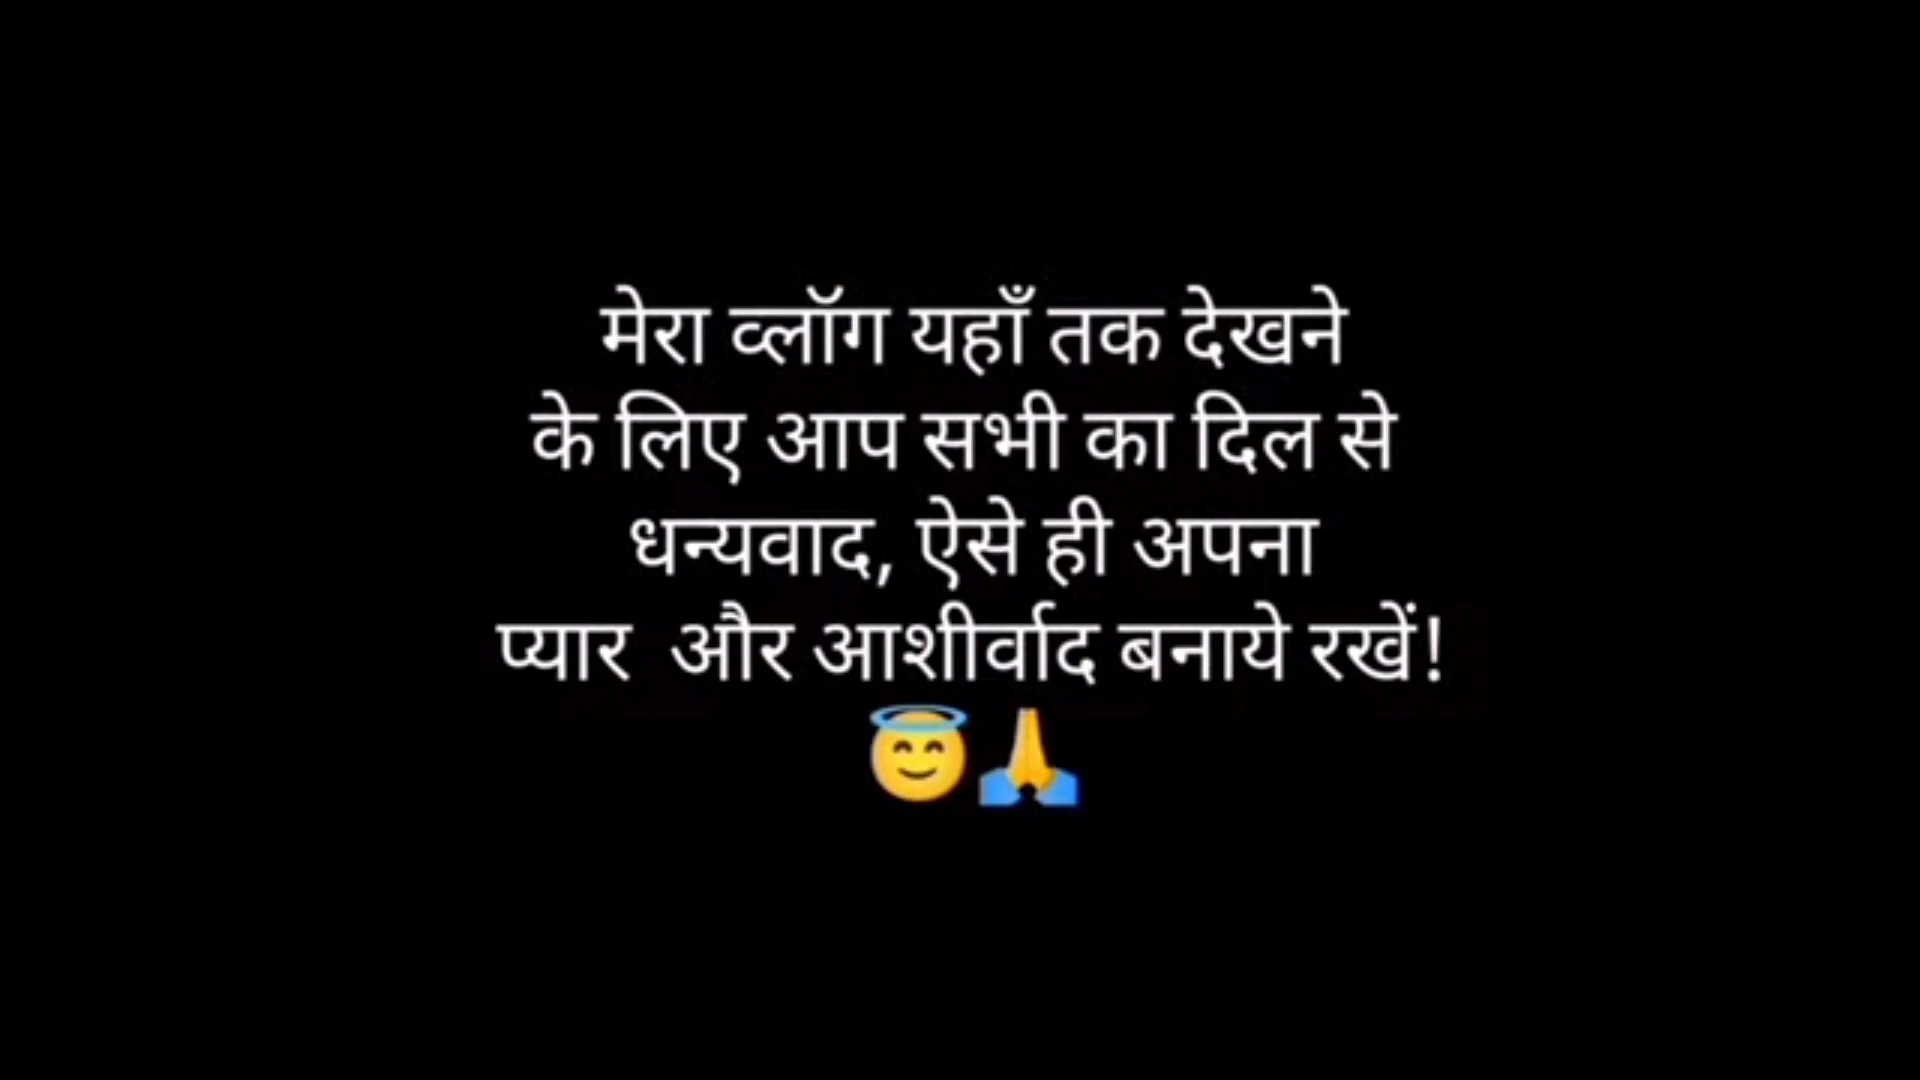 मेरा व्लॉग यहाँ तक देखने
के लिए आप सभी का दिल से
धन्यवाद, ऐसे ही अपना
प्यार  और आशीर्वाद बनाये रखें!
😇🙏